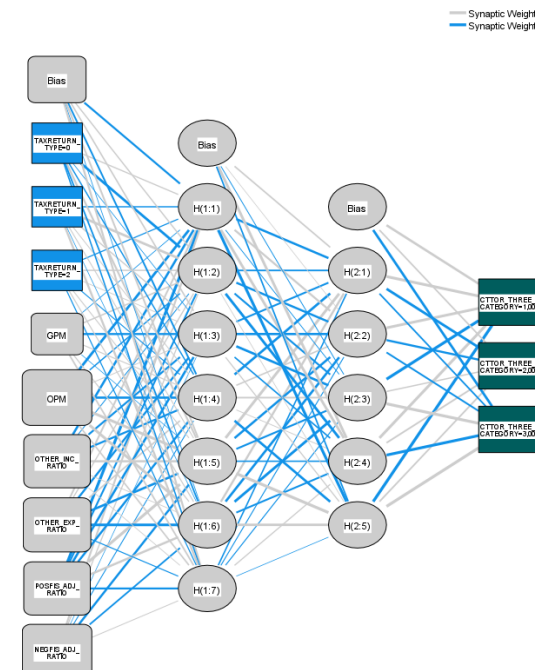 Synaptic Weight
Synaptic Weight
Bias
TAXRETURN_
TYPE=0
TAXRETURN_
TYPE=1
TAXRETURN_
TYPE=2
GPM
OPM
OTHER_INC_
RATIO
OTHER_EXP_
RATIO
POSFIS_ADJ_
RATIO
NEGFIS_ADJ_
RATIO
Bias
H(1:1)
H(1:2)
H(1:3)
H(1:4)
H(1:5)
H(1:6)
H(1:7)
Bias
H(2:1)
H(2:2)
H(2:3)
H(2:4)
H(2:5)
CTTOR_THREE_
CATEGORY=1,00
CTTOR_THREE_
CATEGORY=2,00
CTTOR_THREE_
CATEGORY=3,00